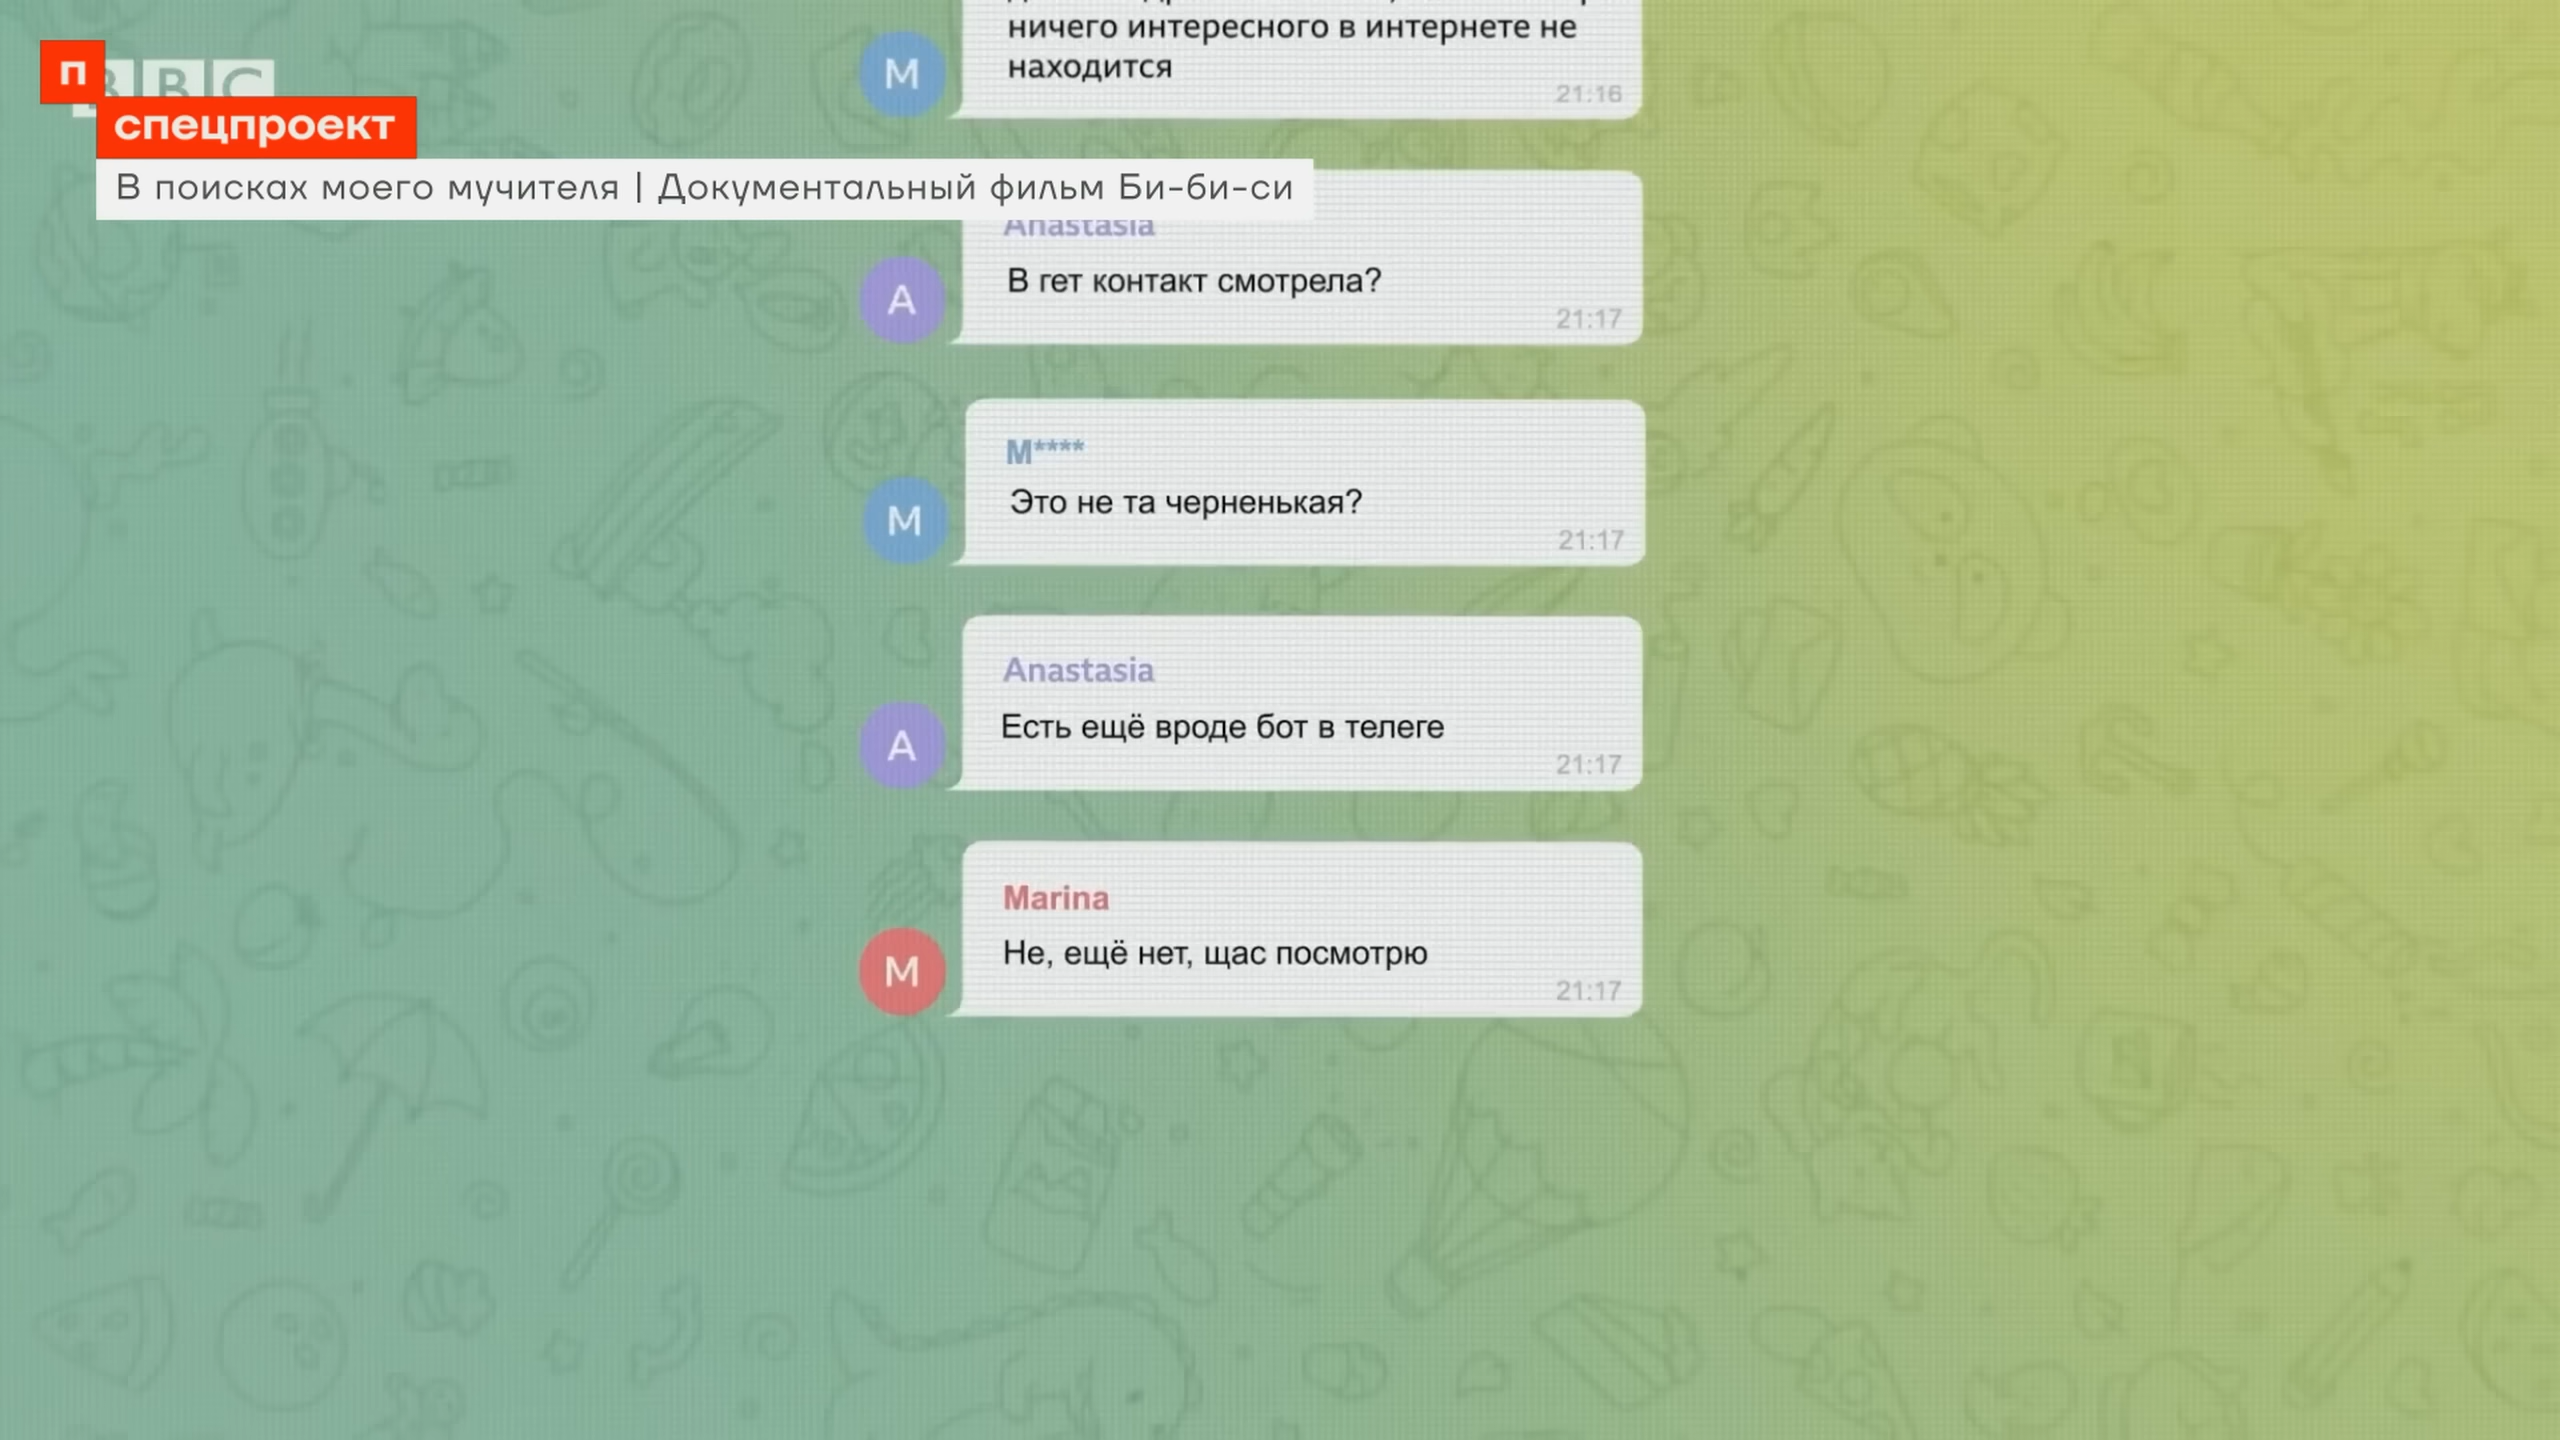 ничего интересного в интернете не
находится
21:16
M
п
BBC
спецпроект
В поисках моего мучителя | Документальный фильм Би-би-си
Anastasia
В гет контакт смотрела?
21:17
A
M****
Это не та черненькая?
21:17
M
Anastasia
Есть ещё вроде бот в телеге
21:17
A
Marina
Не, ещё нет, щас посмотрю
21:17
M